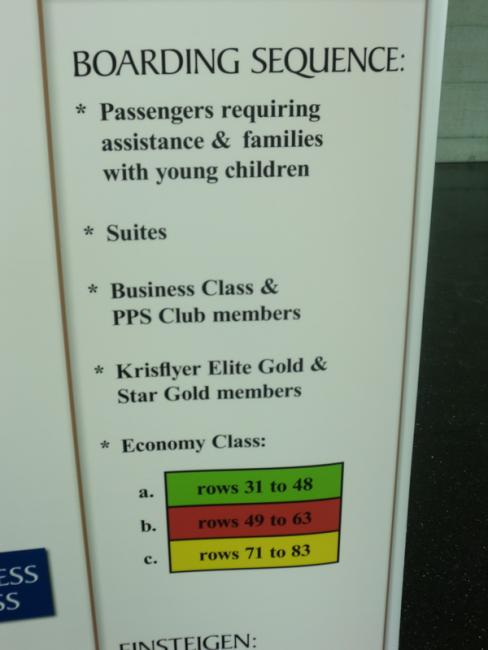 BOARDING SEQUENCE:
* Passengers requiring
assistance & families
with young children
* Suites
* Business Class &
PPS Club members
* Krisflyer Elite Gold &
Star Gold members
* Economy Class:
a. rows 31 to 48
b. rows 49 to 63
c. rows 71 to 83
ESS
SS
EINSTEIGEN: